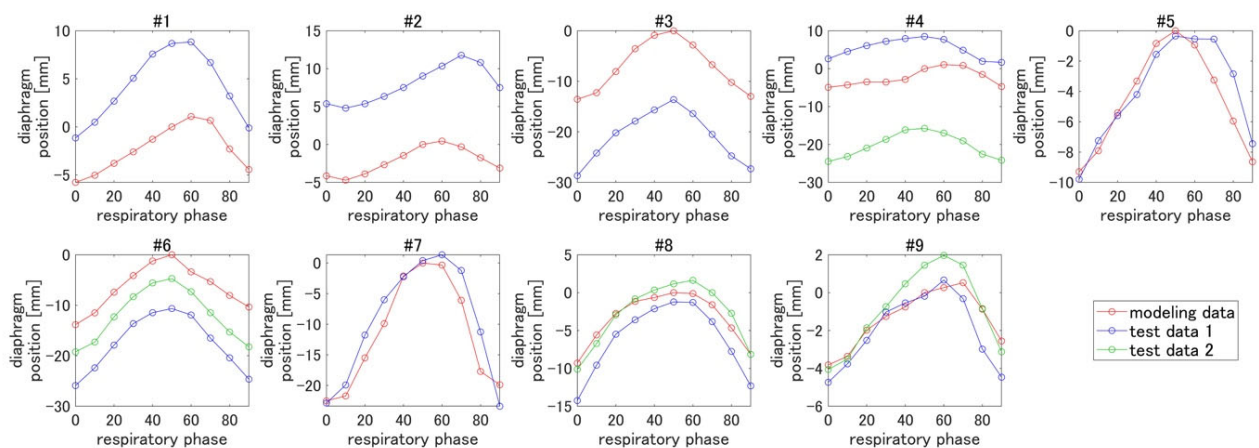 #1
#2
#3
#4
#5
10
5
0
-5
15
10
5
0
-5
0
-10
-20
-30
10
0
-10
-20
-30
0
-2
-4
-6
-8
-10
diaphragm
position [mm]
diaphragm
position [mm]
diaphragm
position [mm]
diaphragm
position [mm]
diaphragm
position [mm]
0 20 40 60 80
0 20 40 60 80
0 20 40 60 80
0 20 40 60 80
0 20 40 60 80
respiratory phase
respiratory phase
respiratory phase
respiratory phase
respiratory phase
#6
#7
#8
#9
0
-10
-20
-30
0
-5
-10
-15
-20
5
0
-5
-10
-15
2
0
-2
-4
-6
diaphragm
position [mm]
diaphragm
position [mm]
diaphragm
position [mm]
diaphragm
position [mm]
0 20 40 60 80
0 20 40 60 80
0 20 40 60 80
0 20 40 60 80
respiratory phase
respiratory phase
respiratory phase
respiratory phase
modeling data
test data 1
test data 2